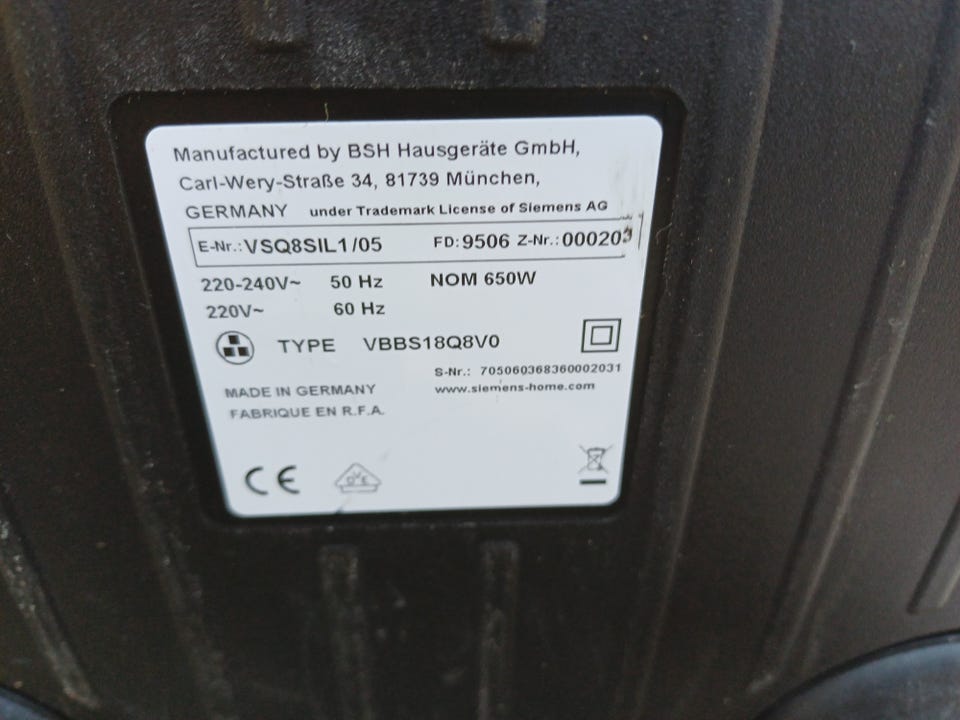 Manufactured by BSH Hausgeräte GmbH,
Carl-Wery-Straße 34, 81739 München,
GERMANY under Trademark License of Siemens AG
E-Nr.: VSQ8SIL1/05 FD: 9506 Z-Nr.: 000203
220-240V~ 50 Hz NOM 650W
220V~ 60 Hz
TYPE VBBS18Q8V0
S-Nr.: 705060368360002031
MADE IN GERMANY www.siemens-home.com
FABRIQUE EN R.F.A.
CE DVE